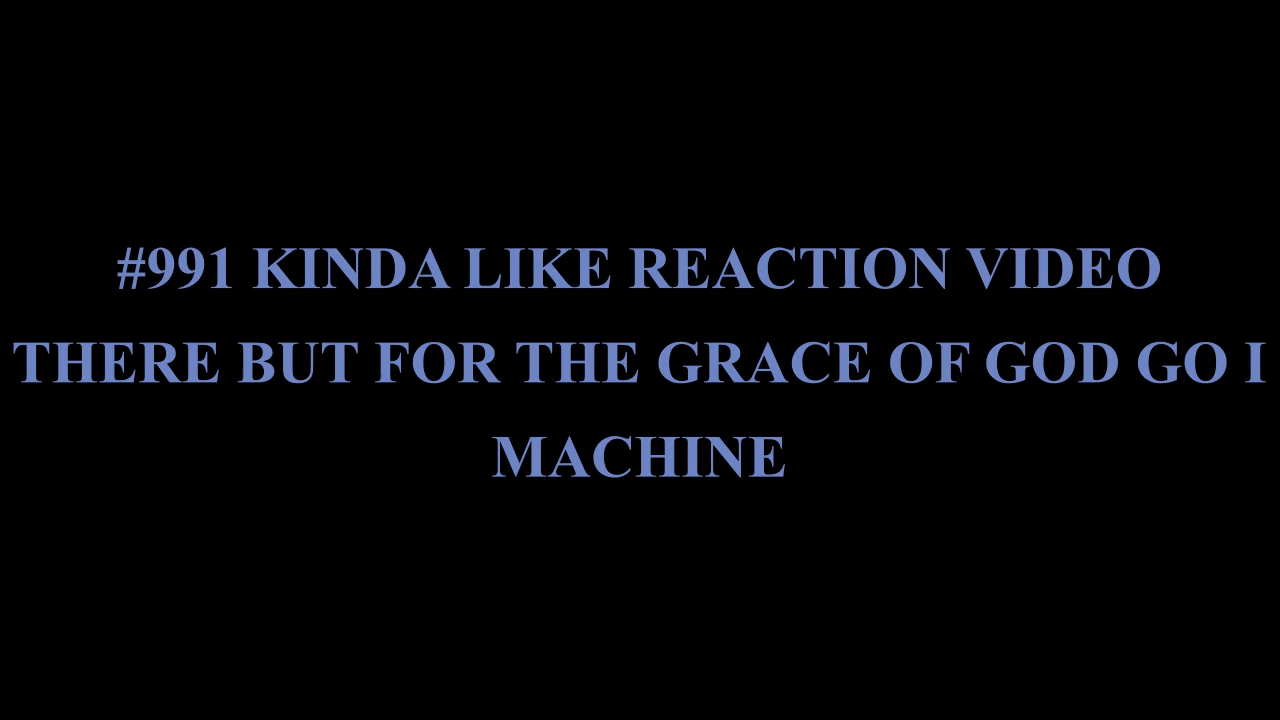 #991 KINDA LIKE REACTION VIDEO
THERE BUT FOR THE GRACE OF GOD GO I
MACHINE